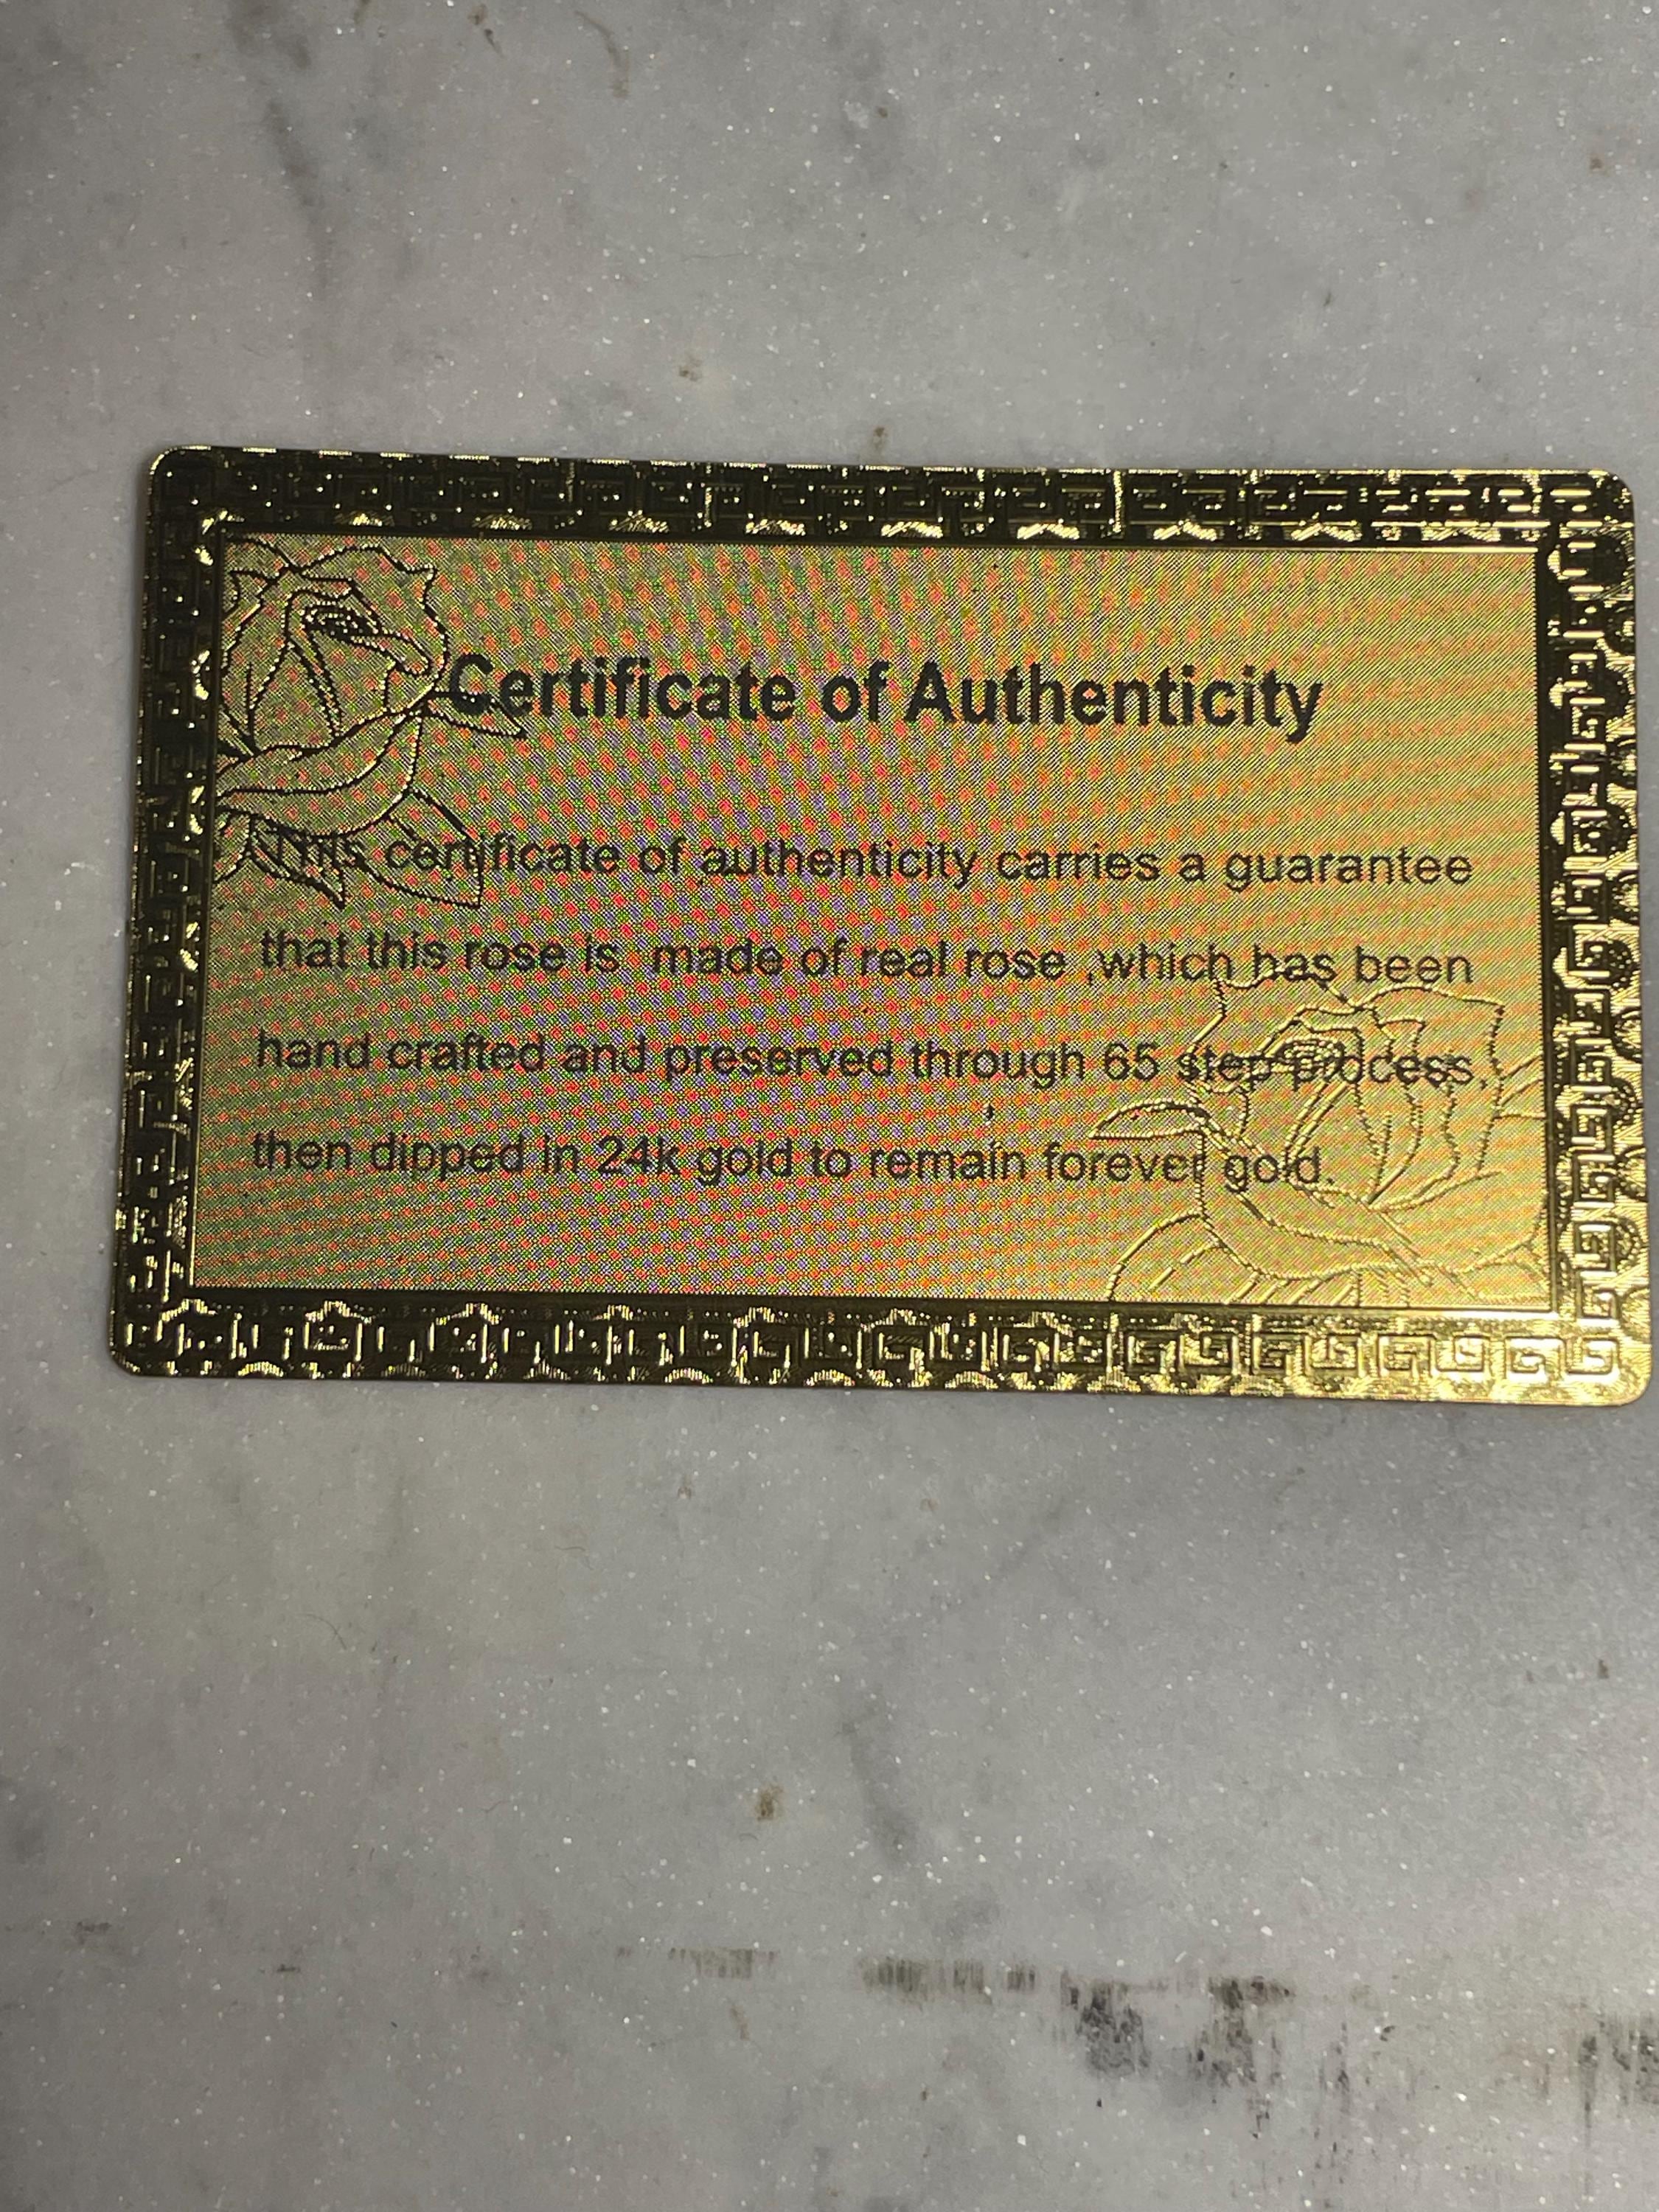 Certificate of Authenticity
This certificate of authenticity carries a guarantee
that this rose is made of real rose ,which has been
hand crafted and preserved through 65 step process,
then dipped in 24k gold to remain forever gold.